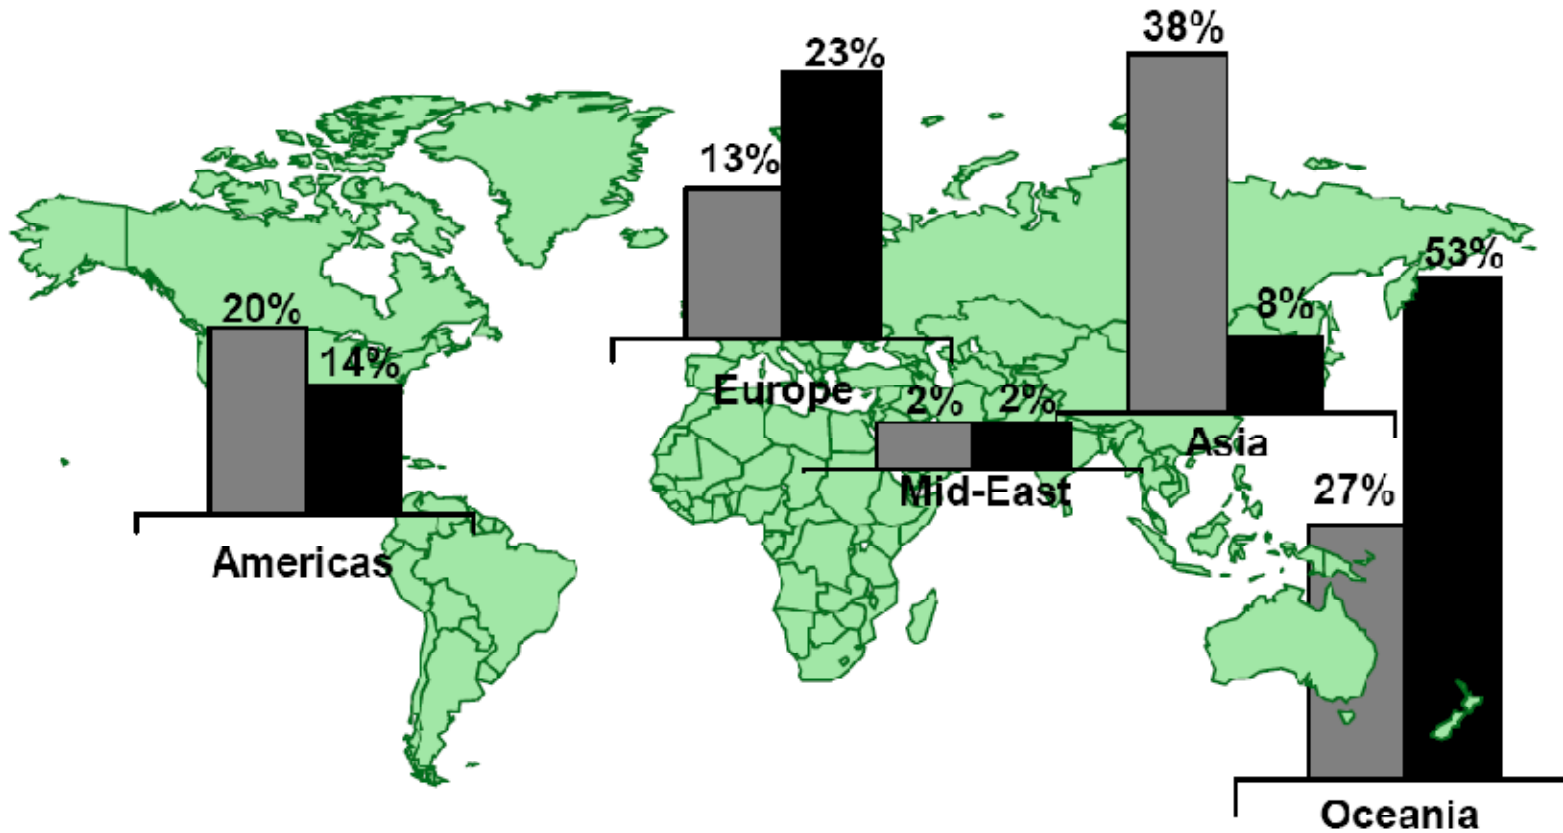 38%
23%
13%
53%
20%
8%
14%
Europe
2%
2%
Asia
Mid-East
27%
Americas
Oceania